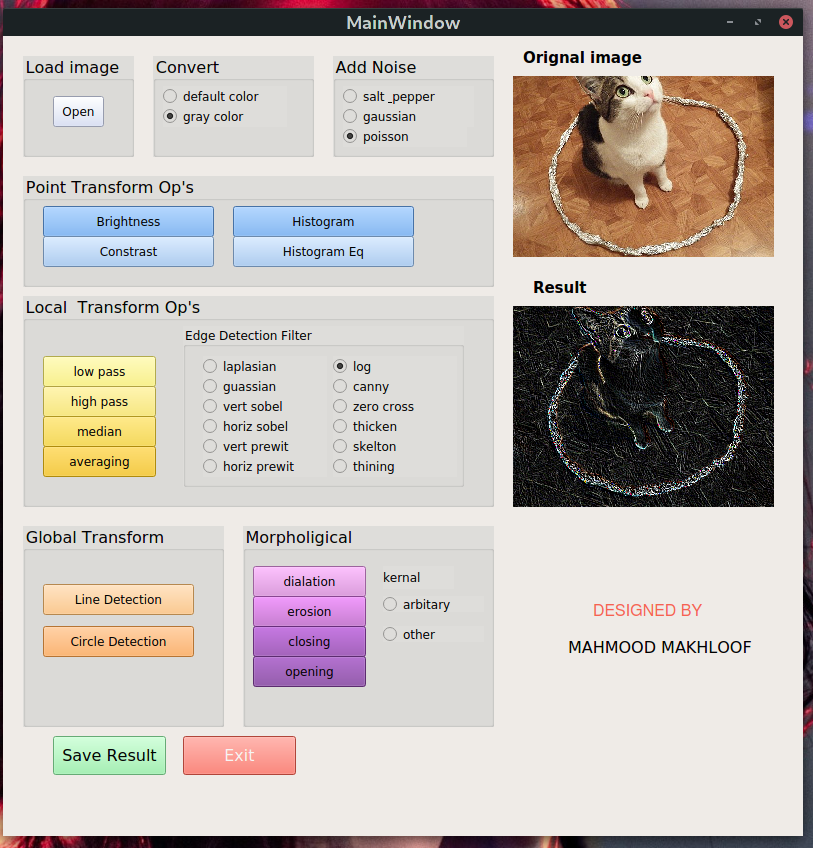 MainWindow
Load image
Open
Convert
default color
gray color
Add Noise
salt _pepper
gaussian
poisson
Orignal image
Point Transform Op's
Brightness
Histogram
Constrast
Histogram Eq
Result
Local  Transform Op's
low pass
high pass
median
averaging
Edge Detection Filter
laplasian
guassian
vert sobel
horiz sobel
vert prewit
horiz prewit
log
canny
zero cross
thicken
skelton
thining
Global Transform
Line Detection
Circle Detection
Morpholigical
dialation
erosion
closing
opening
kernal
arbitary
other
DESIGNED BY
MAHMOOD MAKHLOOF
Save Result
Exit